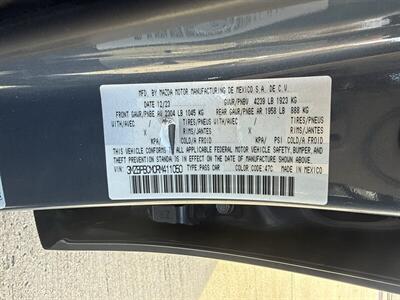 MFD. BY MAZDA MOTOR MANUFACTURING DE MEXICO S.A. DE C.V.
DATE 12/23 GVWR/PNBV 4239 LB 1923 KG
FRONT GAWR/PBE AV 2304 LB 1045 KG REAR GAWR/PBE AR 1958 LB 888 KG
WITH/AVEC TIRES/PNEUS WITH/AVEC TIRES/PNEUS
X RIMS/JANTES X RIMS/JANTES
COLD/A FROID KPA/ PSI COLD/A FROID
THIS VEHICLE CONFORMS TO ALL APPLICABLE FEDERAL MOTOR VEHICLE SAFETY, BUMPER, AND
THEFT PREVENTION STANDARDS IN EFFECT ON THE DATE OF MANUFACTURE SHOWN ABOVE.
VIN: TYPE: PASS CAR COLOR CODE: 47C MADE IN MEXICO